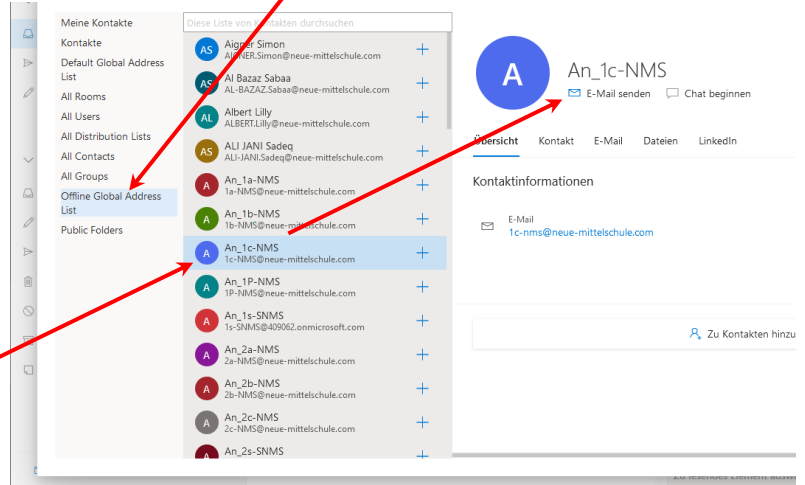 Meine Kontakte
Kontakte
Default Global Address
List
All Rooms
All Users
All Distribution Lists
All Contacts
All Groups
Offline Global Address
List
Public Folders
Diese Liste von Kontakten durchsuchen
AS
Aigner Simon
AIGNER.Simon@neue-mittelschule.com
AS
Al Bazaz Sabaa
AL-BAZAZ.Sabaa@neue-mittelschule.com
AL
Albert Lilly
ALBERT.Lilly@neue-mittelschule.com
AS
ALI JANI Sadeq
ALI-JANI.Sadeq@neue-mittelschule.com
A
An_1a-NMS
1a-NMS@neue-mittelschule.com
A
An_1b-NMS
1b-NMS@neue-mittelschule.com
A
An_1c-NMS
1c-NMS@neue-mittelschule.com
A
An_1P-NMS
1P-NMS@neue-mittelschule.com
A
An_1s-SNMS
1s-SNMS@409062.onmicrosoft.com
A
An_2a-NMS
2a-NMS@neue-mittelschule.com
A
An_2b-NMS
2b-NMS@neue-mittelschule.com
A
An_2c-NMS
2c-NMS@neue-mittelschule.com
A
An_2s-SNMS
A
An_1c-NMS
E-Mail senden Chat beginnen
Übersicht Kontakt E-Mail Dateien LinkedIn
Kontaktinformationen
E-Mail
1c-nms@neue-mittelschule.com
Zu Kontakten hinzu
Zu lesendes Element ausw